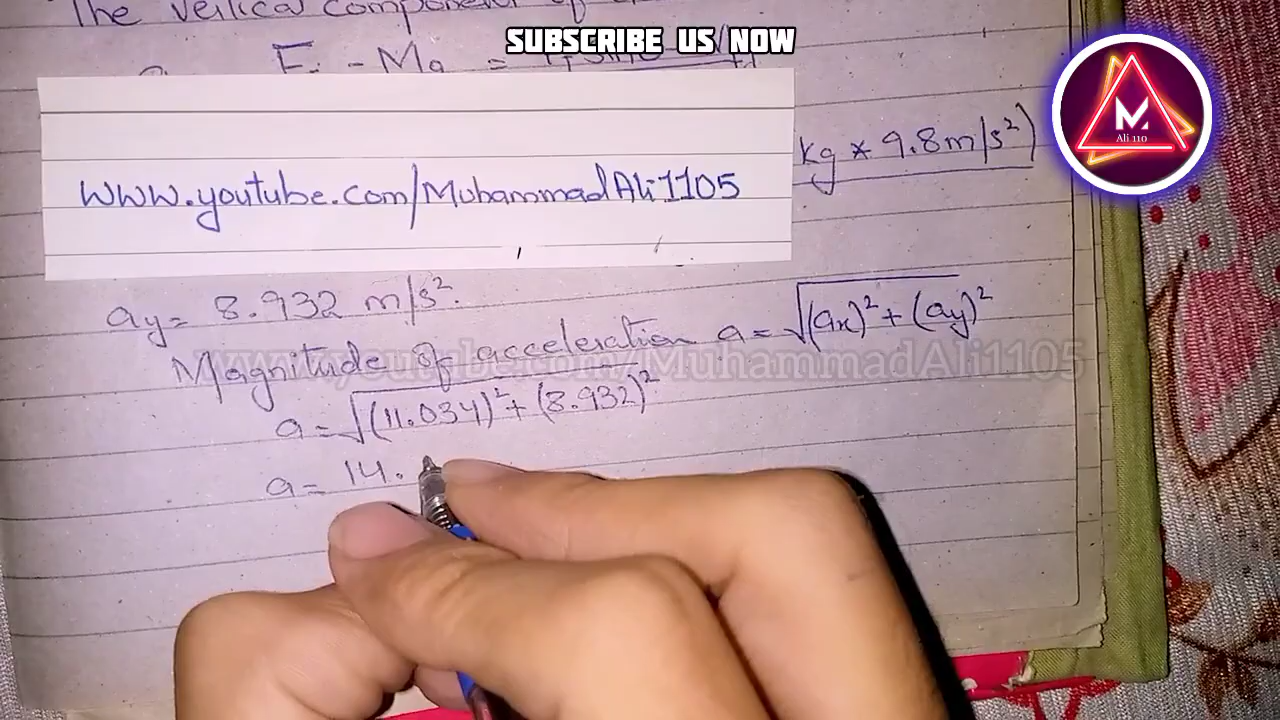 The vertical component of
SUBSCRIBE US NOW
M
Ali 110
kg * 9.8m/s²)
www.youtube.com/MuhammadAli1105
ay = 8.932 m/s².
Magnitude of acceleration a = √(ax)² + (ay)²
www.youtube.com/MuhammadAli1105
a = √(11.034)² + (8.932)²
a = 14.